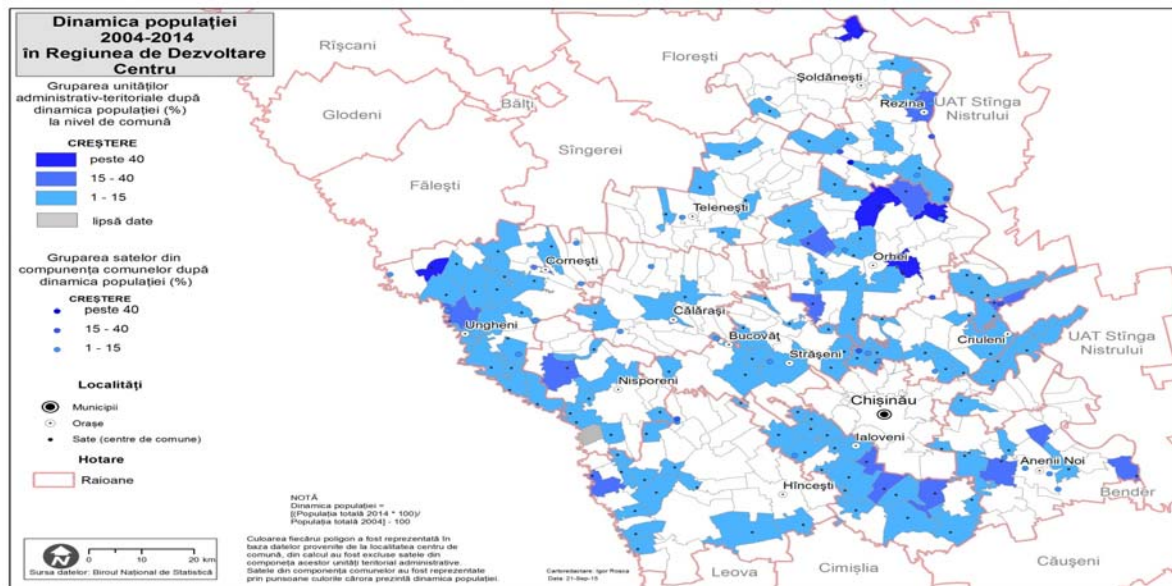 Dinamica populației
2004-2014
în Regiunea de Dezvoltare
Centru
Gruparea unităților
administrativ-teritoriale după
dinamica populației (%)
la nivel de comună
CREȘTERE
peste 40
15 - 40
1 - 15
lipsă date
Gruparea satelor din
compunența comunelor după
dinamica populației (%)
CREȘTERE
peste 40
15 - 40
1 - 15
Localități
Municipii
Orașe
Sate (centre de comune)
Hotare
Raioane
0 10 20
km
Sursa datelor: Biroul Național de Statistică
NOTĂ
Dinamica populației =
[(Populația totală 2014 * 100)/
Populația totală 2004] - 100
Culoarea fiecăru poligon a fost reprezentată în
baza datelor provenite de la localitatea centru de
comună, din calcul au fost excluse satele din
componeța acestor unități teritorial administrative.
Satele din componența comunelor au fost reprezentate
prin punsoane culorile cărora prezintă dinamica populației.
Cartoredactare: Igor Rosca
Data: 21-Sep-15
Rîșcani
Florești
Șoldănești
Glodeni
Bălți
Rezina
UAT Stînga
Nistrului
Sîngerei
Fălești
Telenești
Cornești
Orhei
Ungheni
Călărași
Bucovăț
Criuleni
Strășeni
UAT Stînga
Nistrului
Nisporeni
Chișinău
Ialoveni
Anenii Noi
Hîncești
Bender
Leova
Cimișlia
Căușeni